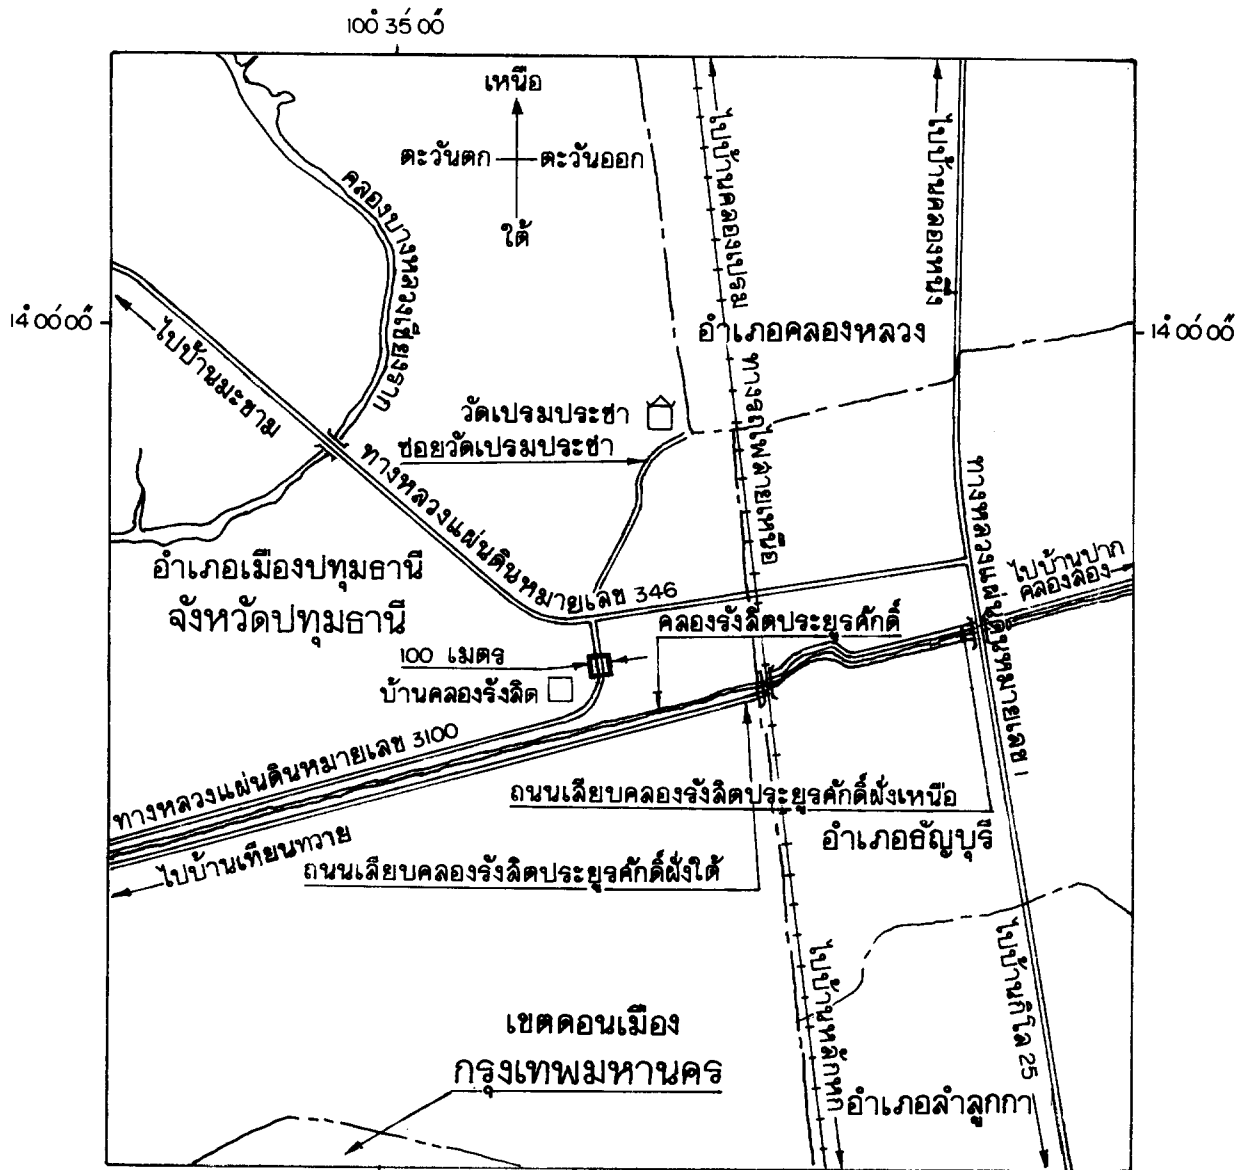 100° 35' 00"
เหนือ
ตะวันตก
ตะวันออก
ใต้
14° 00' 00"
14° 00' 00"
คลองบางหลวงเชียงราก
ไปบ้านคลองเปรม
ไปบ้านคลองหนึ่ง
ไปบ้านมะขาม
อำเภอคลองหลวง
วัดเปรมประชา
ซอยวัดเปรมประชา
ทางรถไฟสายเหนือ
ทางหลวงแผ่นดินหมายเลข 346
ทางหลวงแผ่นดินหมายเลข 1
ไปบ้านปาก
คลองสอง
อำเภอเมืองปทุมธานี
จังหวัดปทุมธานี
คลองรังสิตประยูรศักดิ์
100 เมตร
บ้านคลองรังสิต
ทางหลวงแผ่นดินหมายเลข 3100
ถนนเลียบคลองรังสิตประยูรศักดิ์ฝั่งเหนือ
อำเภอธัญบุรี
ไปบ้านเทียนทวาย
ถนนเลียบคลองรังสิตประยูรศักดิ์ฝั่งใต้
ไปบ้านหลักหก
ไปบ้านกิโล 25
เขตดอนเมือง
กรุงเทพมหานคร
อำเภอลำลูกกา